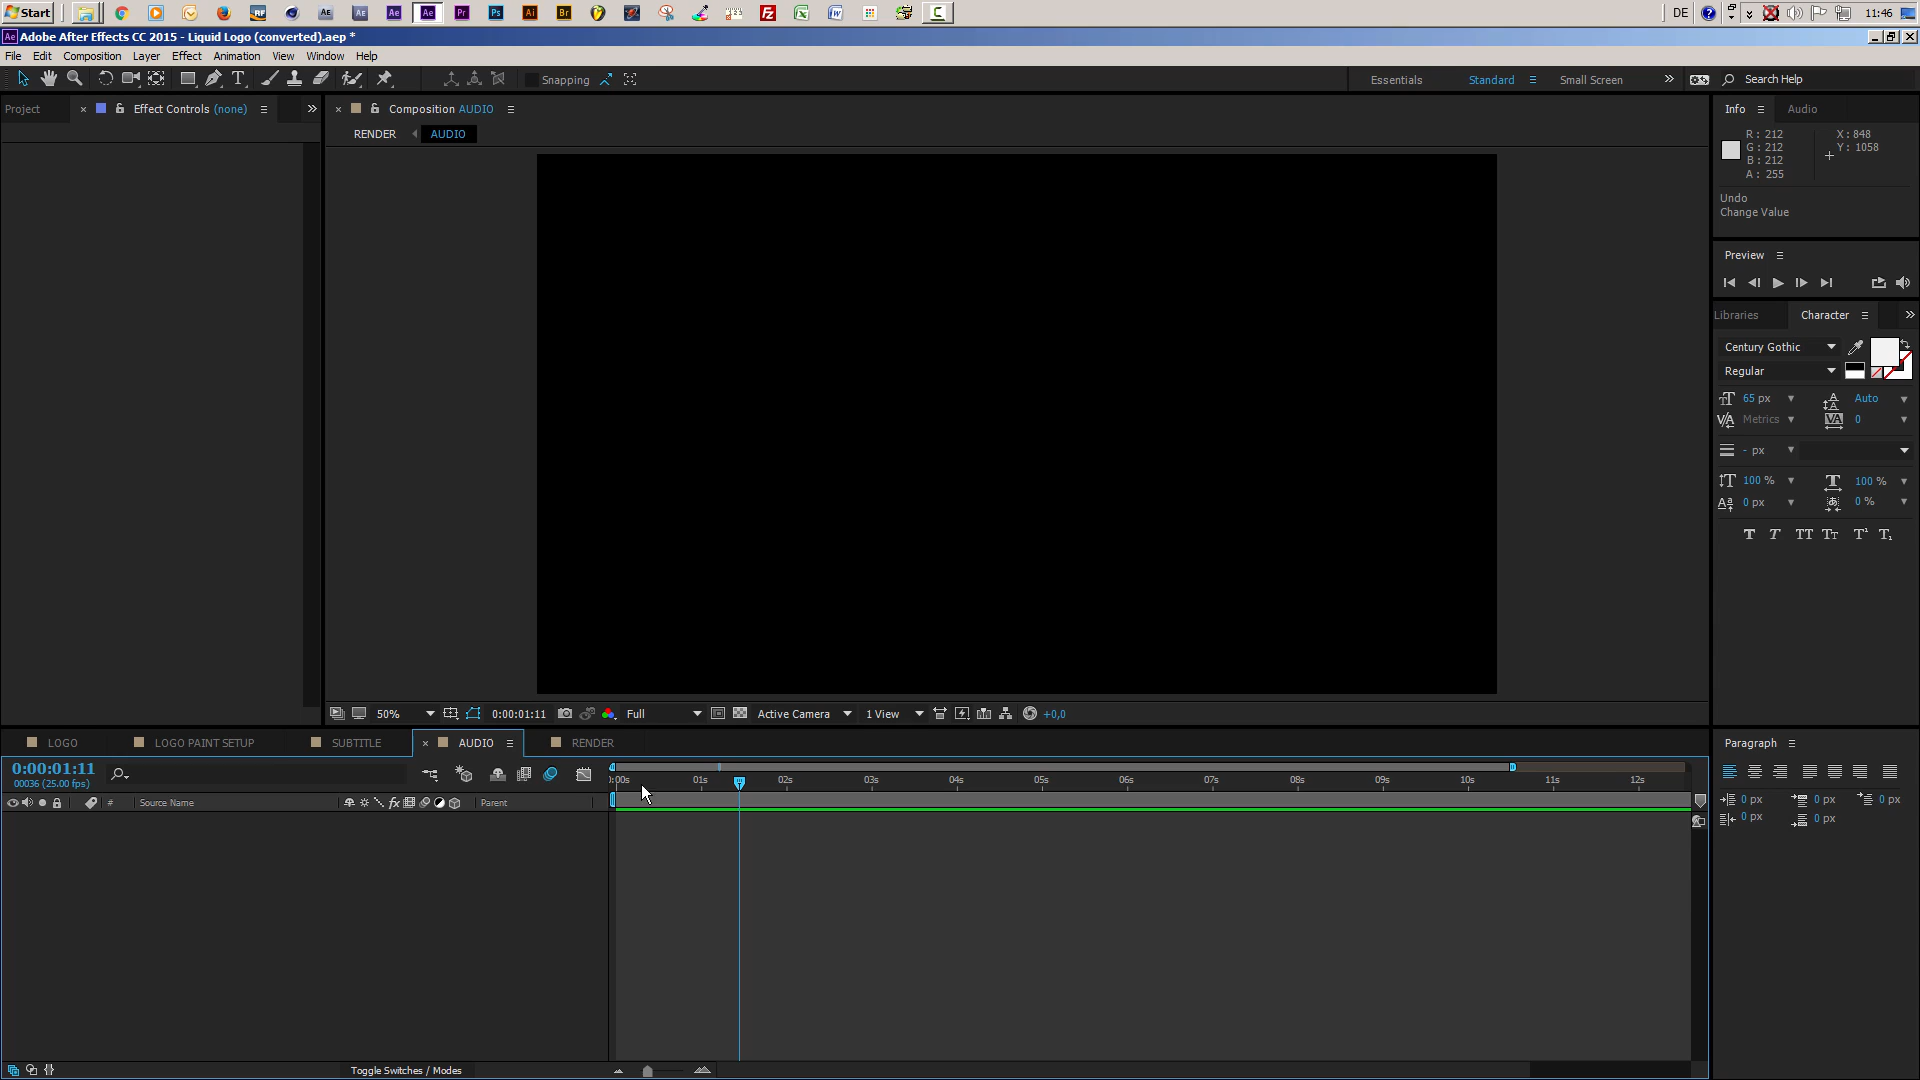 Start
DE
11:46
Adobe After Effects CC 2015 - Liquid Logo (converted).aep *
File Edit Composition Layer Effect Animation View Window Help
Snapping
Essentials Standard Small Screen
Search Help
Project
Effect Controls (none)
Composition AUDIO
RENDER AUDIO
Info Audio
R : 212
G : 212
B : 212
A : 255
X : 848
Y : 1058
Undo
Change Value
Preview
Libraries Character
Century Gothic
Regular
65 px Auto
Metrics 0
- px
100 % 100 %
0 px 0 %
50% 0:00:01:11 Full Active Camera 1 View +0,0
LOGO LOGO PAINT SETUP SUBTITLE AUDIO RENDER
0:00:01:11
00036 (25.00 fps)
):00s 01s 02s 03s 04s 05s 06s 07s 08s 09s 10s 11s 12s
# Source Name Parent
Toggle Switches / Modes
Paragraph
0 px 0 px 0 px
0 px 0 px